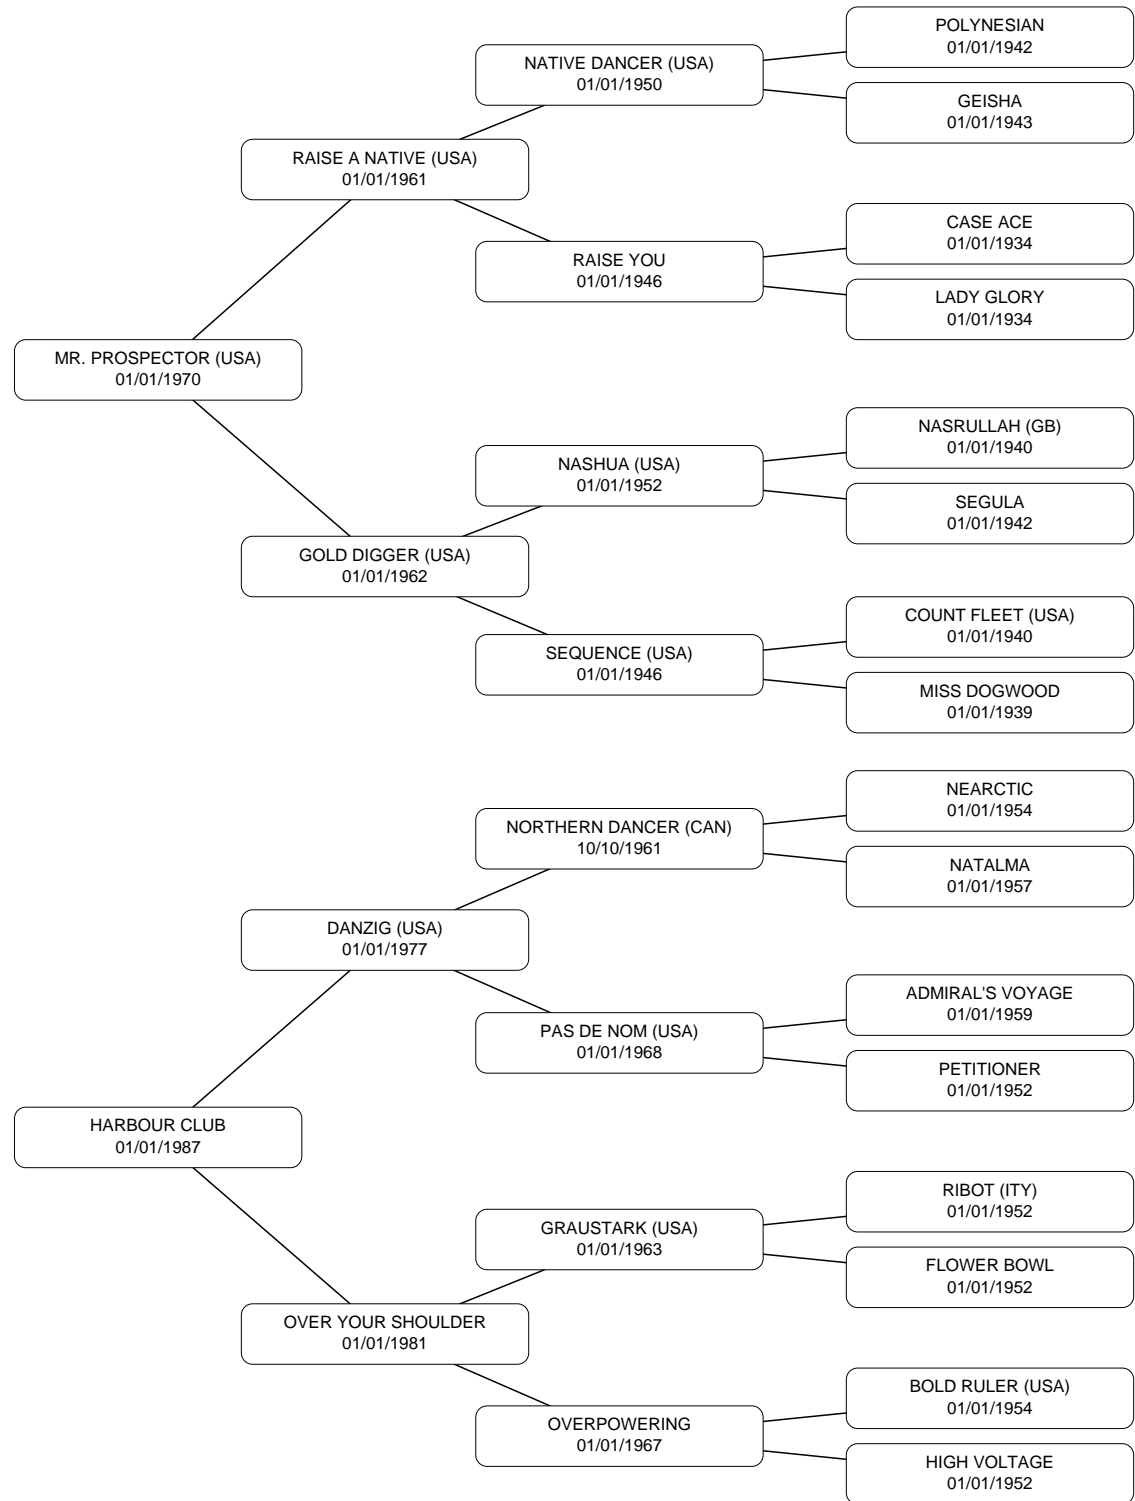 POLYNESIAN
01/01/1942
NATIVE DANCER (USA)
01/01/1950
GEISHA
01/01/1943
RAISE A NATIVE (USA)
01/01/1961
CASE ACE
01/01/1934
RAISE YOU
01/01/1946
LADY GLORY
01/01/1934
MR. PROSPECTOR (USA)
01/01/1970
NASRULLAH (GB)
01/01/1940
NASHUA (USA)
01/01/1952
SEGULA
01/01/1942
GOLD DIGGER (USA)
01/01/1962
COUNT FLEET (USA)
01/01/1940
SEQUENCE (USA)
01/01/1946
MISS DOGWOOD
01/01/1939
NEARCTIC
01/01/1954
NORTHERN DANCER (CAN)
10/10/1961
NATALMA
01/01/1957
DANZIG (USA)
01/01/1977
ADMIRAL'S VOYAGE
01/01/1959
PAS DE NOM (USA)
01/01/1968
PETITIONER
01/01/1952
HARBOUR CLUB
01/01/1987
RIBOT (ITY)
01/01/1952
GRAUSTARK (USA)
01/01/1963
FLOWER BOWL
01/01/1952
OVER YOUR SHOULDER
01/01/1981
BOLD RULER (USA)
01/01/1954
OVERPOWERING
01/01/1967
HIGH VOLTAGE
01/01/1952